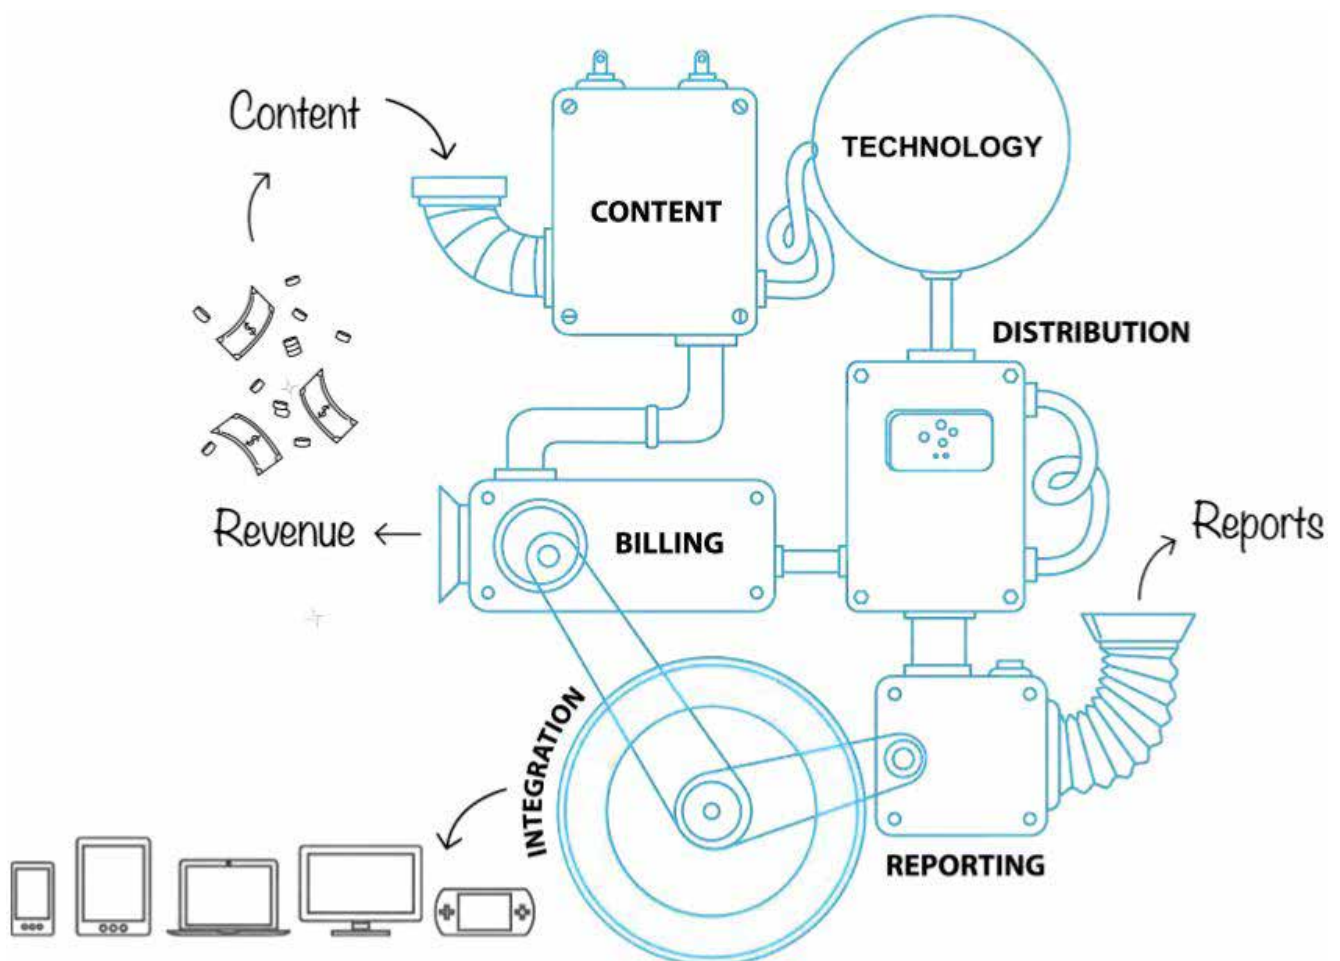 Content
TECHNOLOGY
CONTENT
DISTRIBUTION
$
$
$
Revenue
BILLING
Reports
INTEGRATION
REPORTING